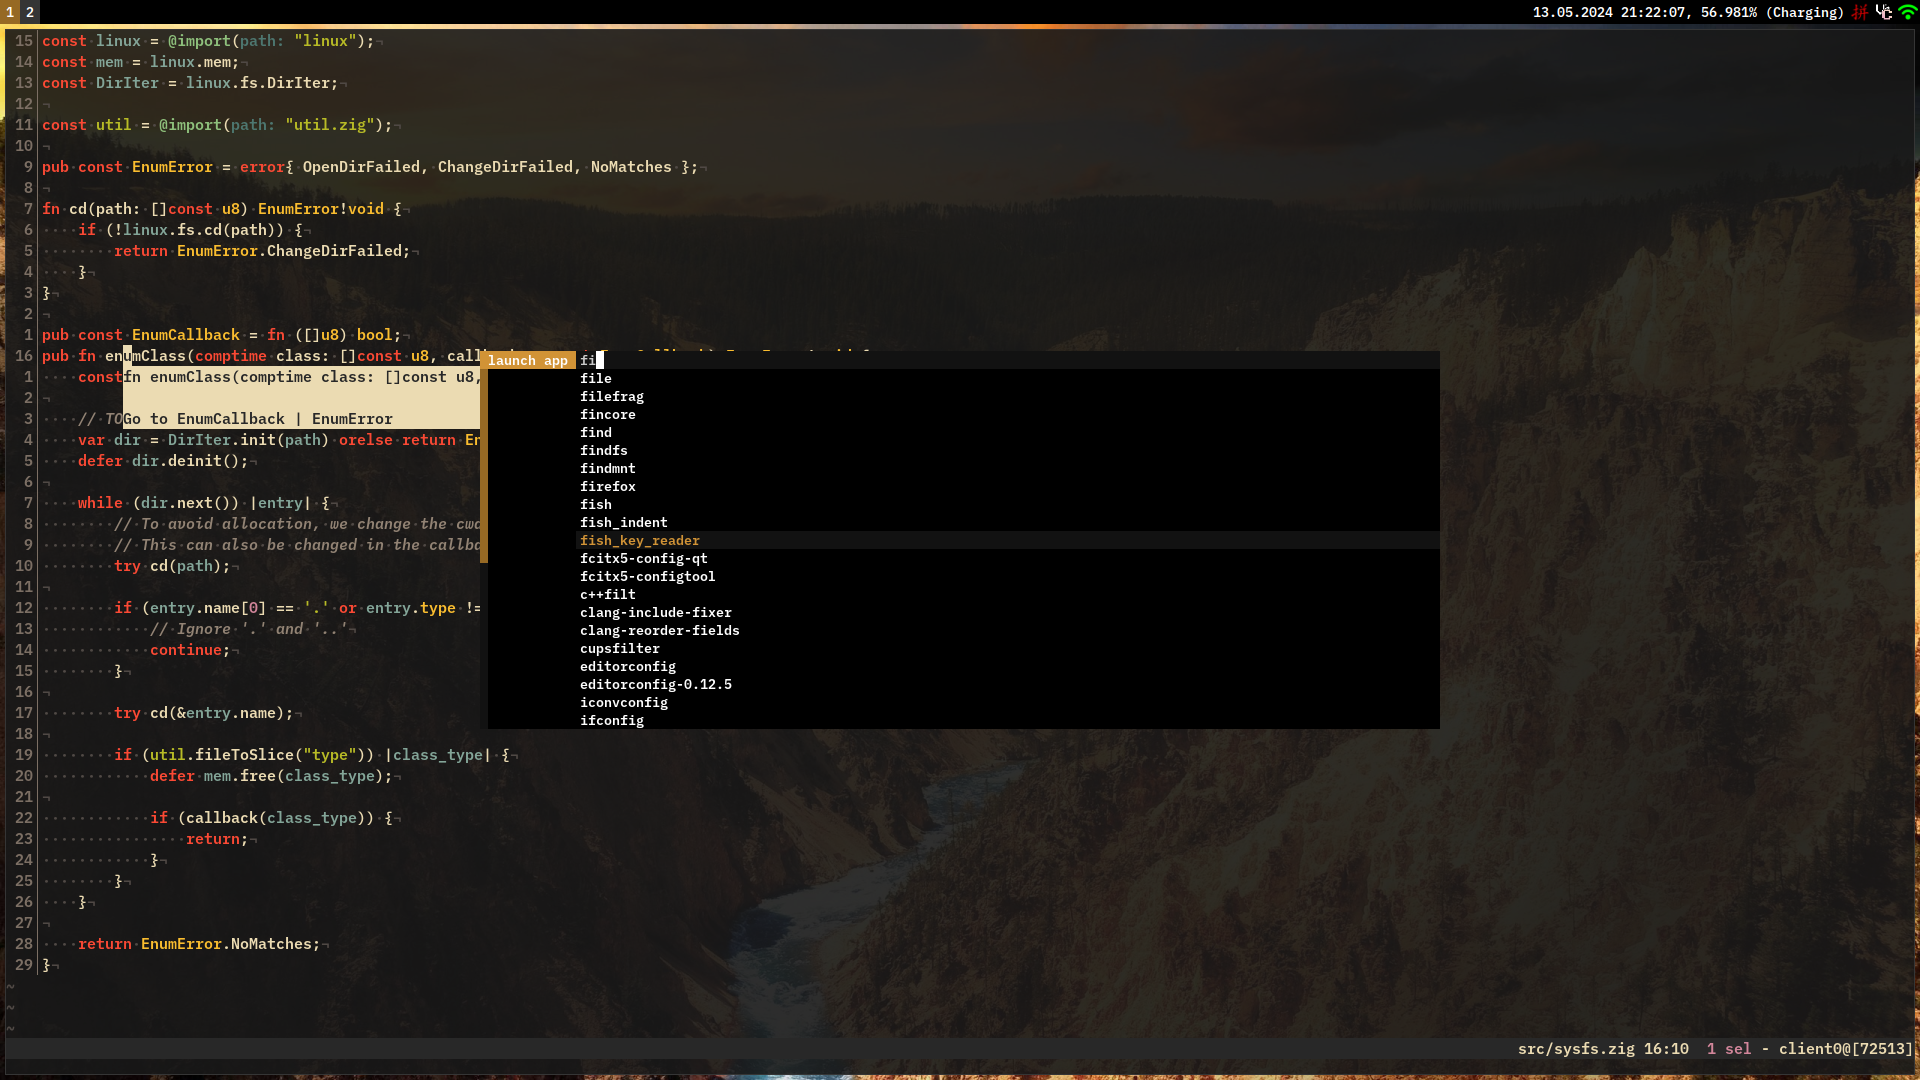 1 2
13.05.2024 21:22:07, 56.981% (Charging) 拼
15 const·linux·=·@import(path: "linux");¬
14 const·mem·=·linux.mem;¬
13 const·DirIter·=·linux.fs.DirIter;¬
12 ¬
11 const·util·=·@import(path: "util.zig");¬
10 ¬
9 pub·const·EnumError·=·error{·OpenDirFailed,·ChangeDirFailed,·NoMatches·};¬
8 ¬
7 fn·cd(path:·[]const·u8)·EnumError!void·{¬
6 ····if·(!linux.fs.cd(path))·{¬
5 ········return·EnumError.ChangeDirFailed;¬
4 ····}¬
3 }¬
2 ¬
1 pub·const·EnumCallback·=·fn·([]u8)·bool;¬
16 pub·fn·enumClass(comptime·class:·[]const·u8,·call
1 ····const
2 ¬
3 ····//·TO
4 ····var·dir·=·DirIter.init(path)·orelse·return·En
5 ····defer·dir.deinit();¬
6 ¬
7 ····while·(dir.next())·|entry|·{¬
8 ········//·To·avoid·allocation,·we·change·the·cwd
9 ········//·This·can·also·be·changed·in·the·callba
10 ········try·cd(path);¬
11 ¬
12 ········if·(entry.name[0]·==·'.'·or·entry.type·!=
13 ············//·Ignore·'.'·and·'..'¬
14 ············continue;¬
15 ········}¬
16 ¬
17 ········try·cd(&entry.name);¬
18 ¬
19 ········if·(util.fileToSlice("type"))·|class_type|·{¬
20 ············defer·mem.free(class_type);¬
21 ¬
22 ············if·(callback(class_type))·{¬
23 ················return;¬
24 ············}¬
25 ········}¬
26 ····}¬
27 ¬
28 ····return·EnumError.NoMatches;¬
29 }¬
~
~
~
fn enumClass(comptime class: []const u8,
Go to EnumCallback | EnumError
launch app fi
file
filefrag
fincore
find
findfs
findmnt
firefox
fish
fish_indent
fish_key_reader
fcitx5-config-qt
fcitx5-configtool
c++filt
clang-include-fixer
clang-reorder-fields
cupsfilter
editorconfig
editorconfig-0.12.5
iconvconfig
ifconfig
src/sysfs.zig 16:10 1 sel - client0@[72513]